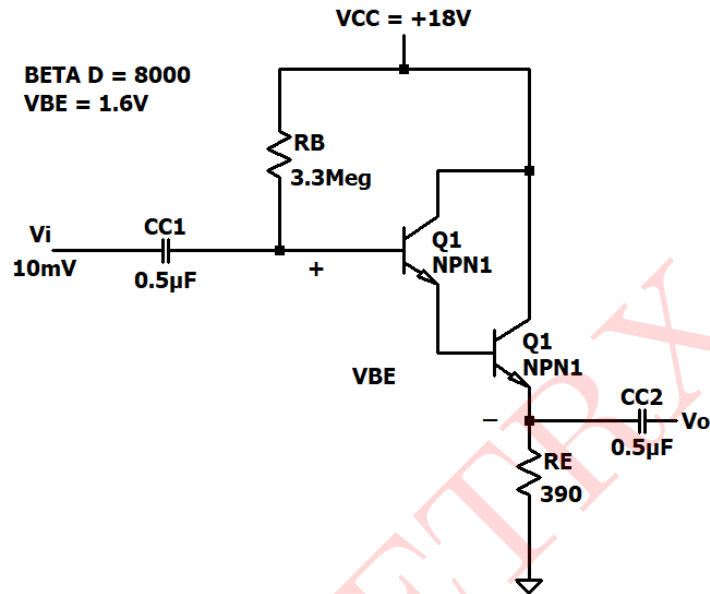 VCC = +18V
BETA D = 8000
VBE = 1.6V
RB
3.3Meg
Vi
CC1
10mV
0.5µF
+
Q1
NPN1
Q1
NPN1
VBE
CC2
–
Vo
0.5µF
RE
390